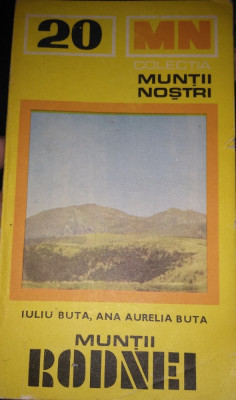 20 MN
COLECȚIA
MUNȚII
NOȘTRI
IULIU BUTA, ANA AURELIA BUTA
MUNȚII
RODNEI